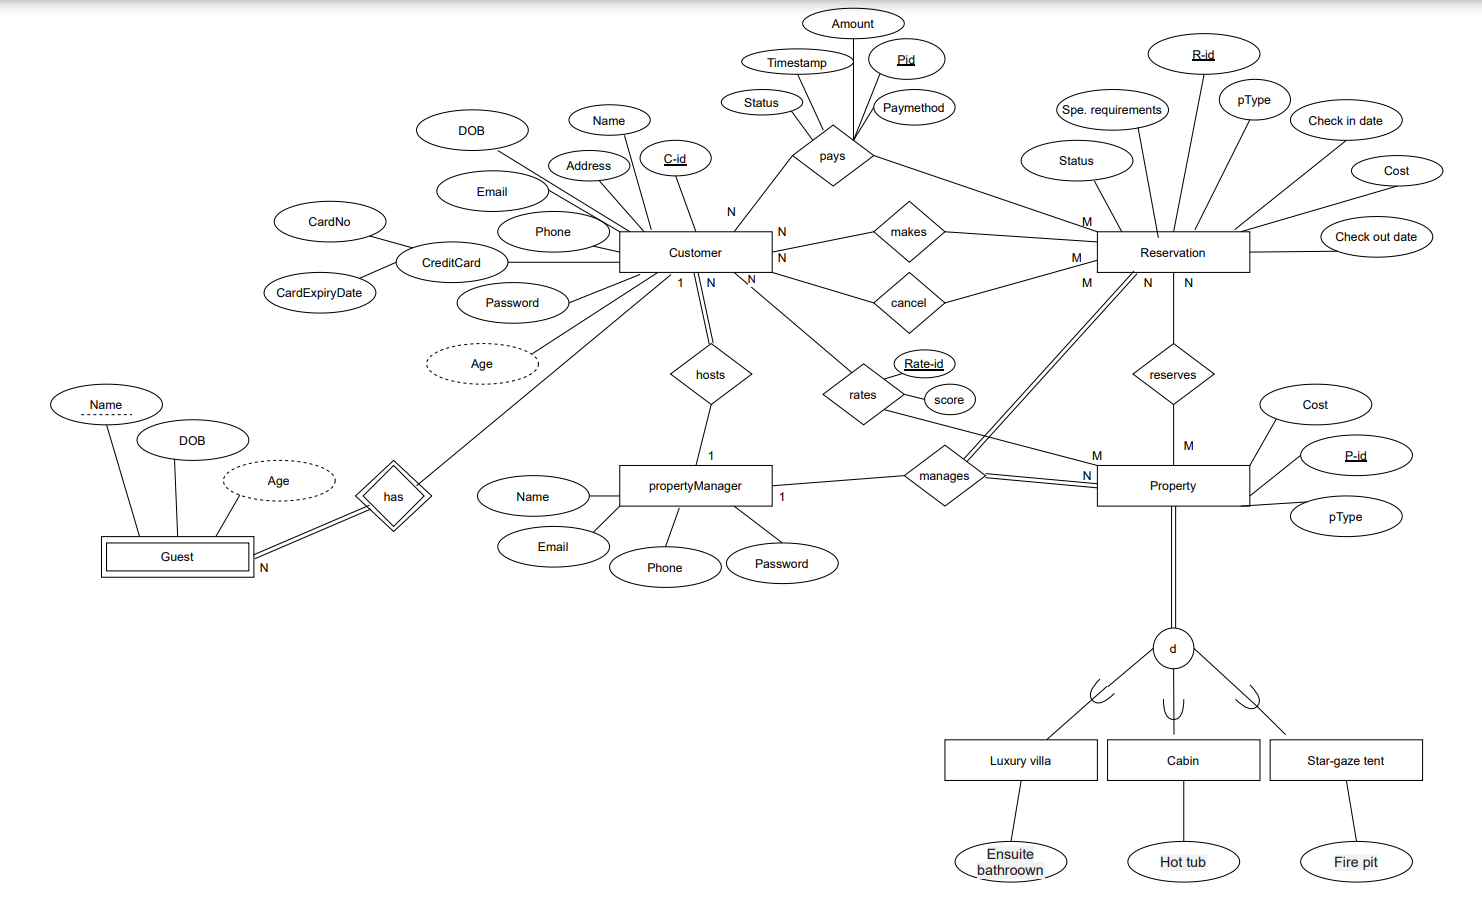 Amount
Timestamp
Pid
Status
Paymethod
pays
R-id
Spe. requirements
pType
Check in date
Status
Cost
Check out date
DOB
Name
Address
C-id
Email
CardNo
Phone
CreditCard
CardExpiryDate
Password
Age
Customer
N
N
N
makes
M
Reservation
M
cancel
M
1
N
N
N
N
hosts
rates
Rate-id
score
reserves
Name
DOB
Age
has
Guest
N
1
propertyManager
1
Name
Email
Phone
Password
manages
M
N
M
Property
Cost
P-id
pType
d
Luxury villa
Cabin
Star-gaze tent
Ensuite
bathroown
Hot tub
Fire pit